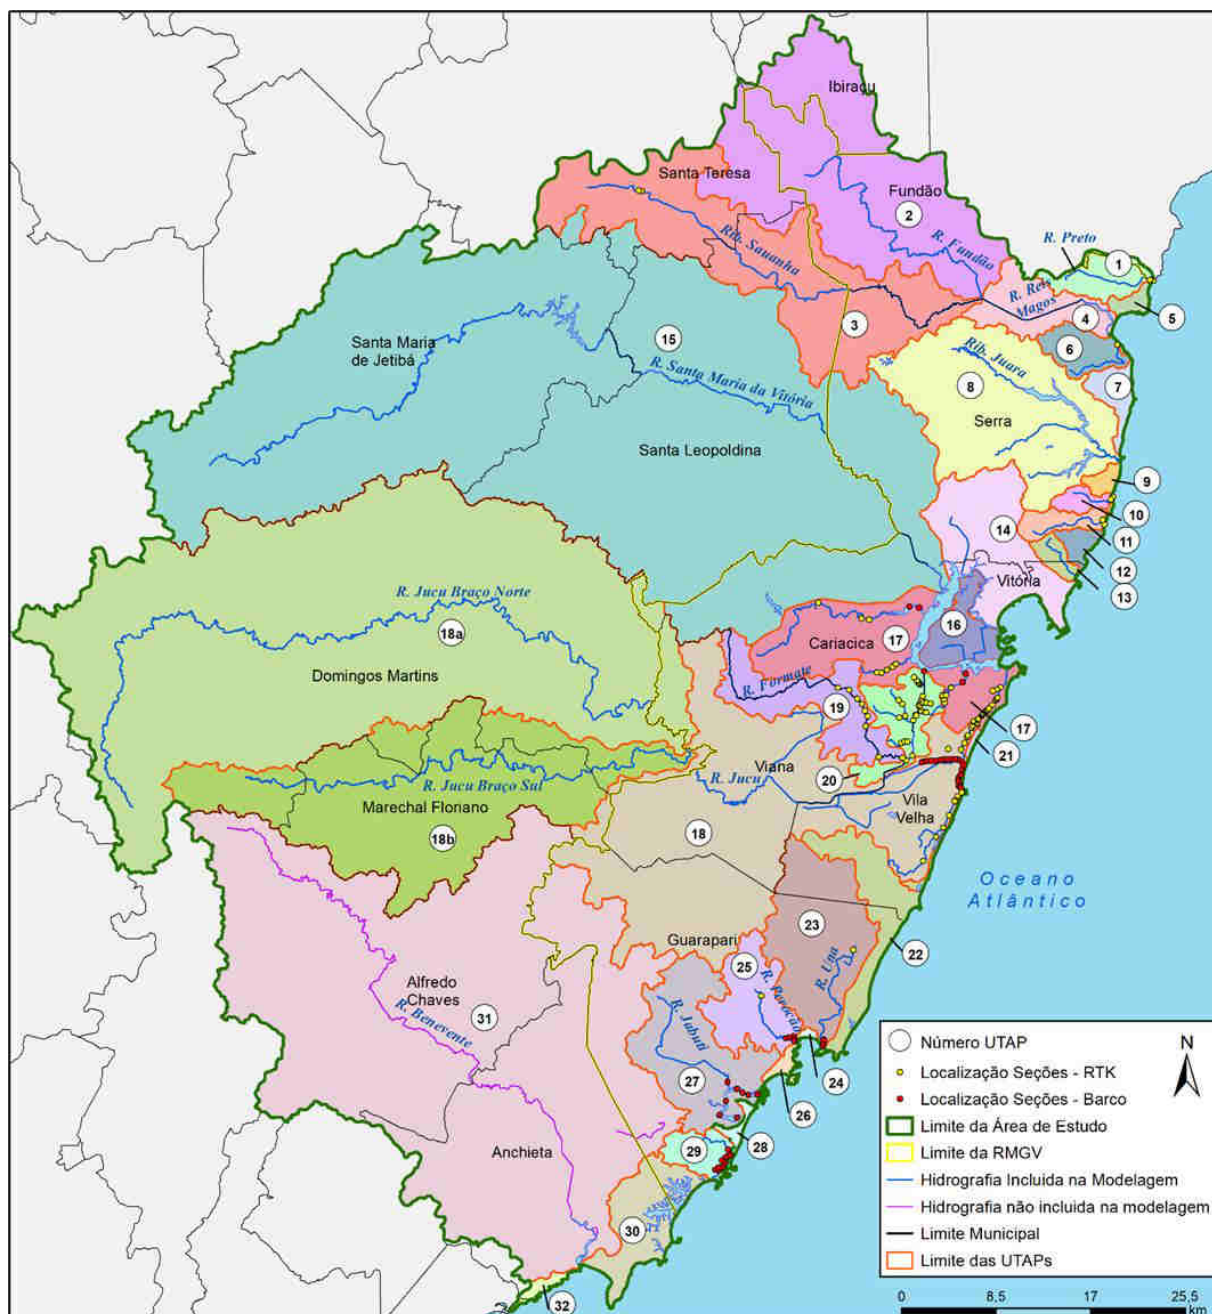 Ibiraçu
Santa Teresa
Fundão
2
Rib. Sauanha
R. Fundão
R. Preto
1
R. Reis
Magos
4
5
3
6
7
15
Santa Maria
de Jetibá
R. Santa Maria da Vitória
Rib. Juara
8
Serra
Santa Leopoldina
9
10
14
11
12
13
Vitória
R. Jucu Braço Norte
18a
Domingos Martins
Cariacica
17
16
R. Formate
19
17
21
20
Viana
R. Jucu
Vila
Velha
R. Jucu Braço Sul
Marechal Floriano
18b
18
Oceano
Atlântico
23
22
Guarapari
25
R. Una
R. Perocão
Alfredo
Chaves
31
R. Benevente
R. Jabuti
27
24
26
28
29
Anchieta
30
32
Número UTAP
N
Localização Seções - RTK
Localização Seções - Barco
Limite da Área de Estudo
Limite da RMGV
Hidrografia Incluida na Modelagem
Hidrografia não incluida na modelagem
Limite Municipal
Limite das UTAPs
0 8,5 17 25,5
km